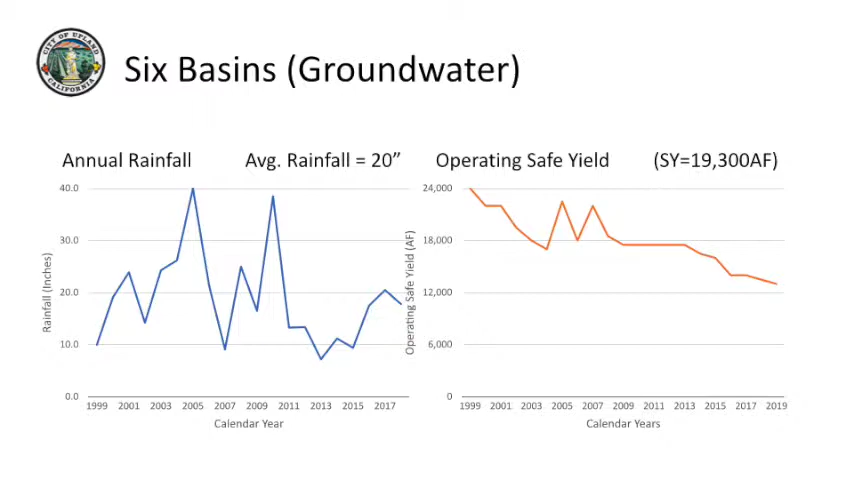 CITY OF UPLAND
CALIFORNIA
Six Basins (Groundwater)
Annual Rainfall Avg. Rainfall = 20”
40.0
30.0
20.0
10.0
0.0
Rainfall (Inches)
1999 2001 2003 2005 2007 2009 2011 2013 2015 2017
Calendar Year
Operating Safe Yield (SY=19,300AF)
24,000
18,000
12,000
6,000
0
Operating Safe Yield (AF)
1999 2001 2003 2005 2007 2009 2011 2013 2015 2017 2019
Calendar Years